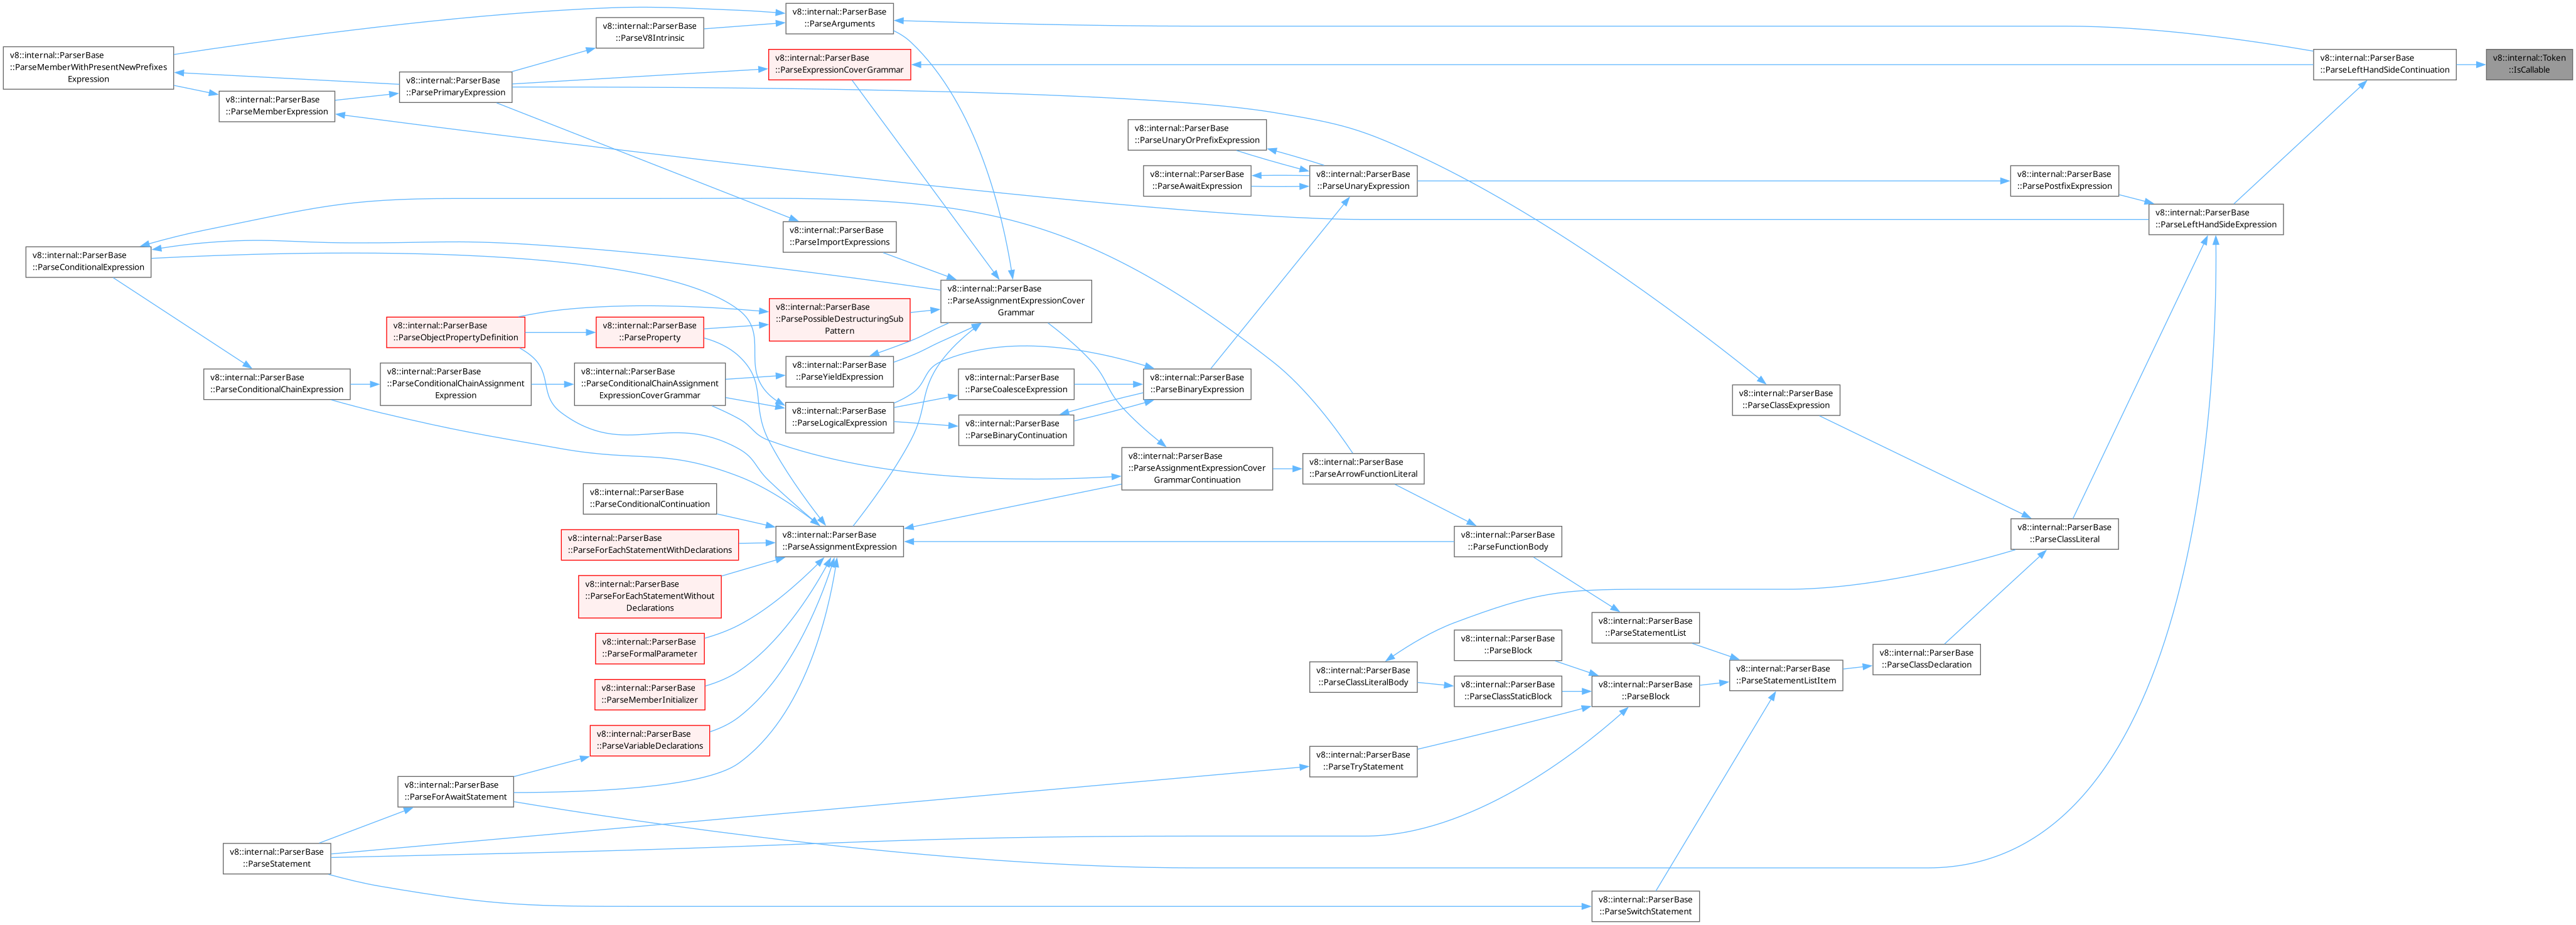 v8::internal::ParserBase
::ParseArguments
v8::internal::ParserBase
::ParseV8Intrinsic
v8::internal::ParserBase
::ParseMemberWithPresentNewPrefixes
Expression
v8::internal::ParserBase
::ParseExpressionCoverGrammar
v8::internal::ParserBase
::ParseLeftHandSideContinuation
v8::internal::Token
::IsCallable
v8::internal::ParserBase
::ParsePrimaryExpression
v8::internal::ParserBase
::ParseMemberExpression
v8::internal::ParserBase
::ParseUnaryOrPrefixExpression
v8::internal::ParserBase
::ParseAwaitExpression
v8::internal::ParserBase
::ParseUnaryExpression
v8::internal::ParserBase
::ParsePostfixExpression
v8::internal::ParserBase
::ParseLeftHandSideExpression
v8::internal::ParserBase
::ParseImportExpressions
v8::internal::ParserBase
::ParseConditionalExpression
v8::internal::ParserBase
::ParseAssignmentExpressionCover
Grammar
v8::internal::ParserBase
::ParsePossibleDestructuringSub
Pattern
v8::internal::ParserBase
::ParseObjectPropertyDefinition
v8::internal::ParserBase
::ParseProperty
v8::internal::ParserBase
::ParseYieldExpression
v8::internal::ParserBase
::ParseConditionalChainExpression
v8::internal::ParserBase
::ParseConditionalChainAssignment
Expression
v8::internal::ParserBase
::ParseConditionalChainAssignment
ExpressionCoverGrammar
v8::internal::ParserBase
::ParseCoalesceExpression
v8::internal::ParserBase
::ParseBinaryExpression
v8::internal::ParserBase
::ParseClassExpression
v8::internal::ParserBase
::ParseLogicalExpression
v8::internal::ParserBase
::ParseBinaryContinuation
v8::internal::ParserBase
::ParseAssignmentExpressionCover
GrammarContinuation
v8::internal::ParserBase
::ParseArrowFunctionLiteral
v8::internal::ParserBase
::ParseConditionalContinuation
v8::internal::ParserBase
::ParseForEachStatementWithDeclarations
v8::internal::ParserBase
::ParseAssignmentExpression
v8::internal::ParserBase
::ParseFunctionBody
v8::internal::ParserBase
::ParseClassLiteral
v8::internal::ParserBase
::ParseForEachStatementWithout
Declarations
v8::internal::ParserBase
::ParseFormalParameter
v8::internal::ParserBase
::ParseStatementList
v8::internal::ParserBase
::ParseBlock
v8::internal::ParserBase
::ParseClassDeclaration
v8::internal::ParserBase
::ParseMemberInitializer
v8::internal::ParserBase
::ParseClassLiteralBody
v8::internal::ParserBase
::ParseClassStaticBlock
v8::internal::ParserBase
::ParseBlock
v8::internal::ParserBase
::ParseStatementListItem
v8::internal::ParserBase
::ParseVariableDeclarations
v8::internal::ParserBase
::ParseTryStatement
v8::internal::ParserBase
::ParseForAwaitStatement
v8::internal::ParserBase
::ParseStatement
v8::internal::ParserBase
::ParseSwitchStatement